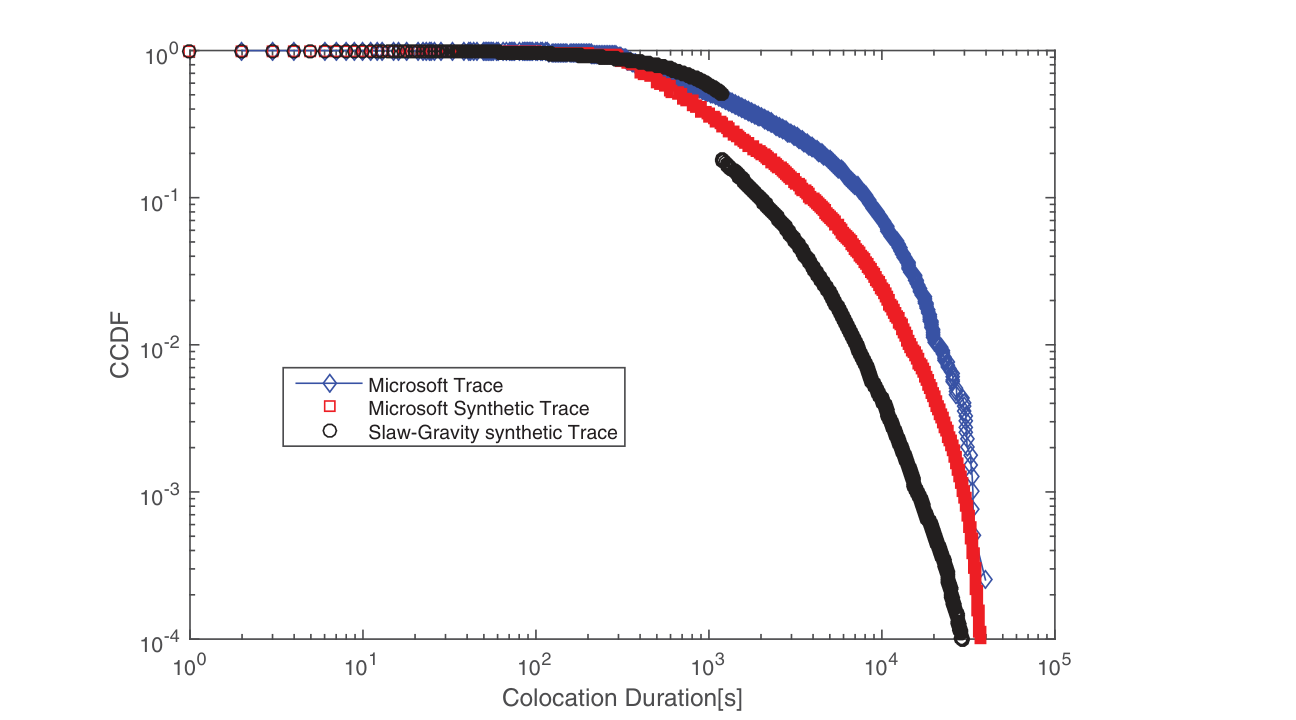 10^0
10^-1
10^-2
10^-3
10^-4
CCDF
Microsoft Trace
Microsoft Synthetic Trace
Slaw-Gravity synthetic Trace
10^0 10^1 10^2 10^3 10^4 10^5
Colocation Duration[s]